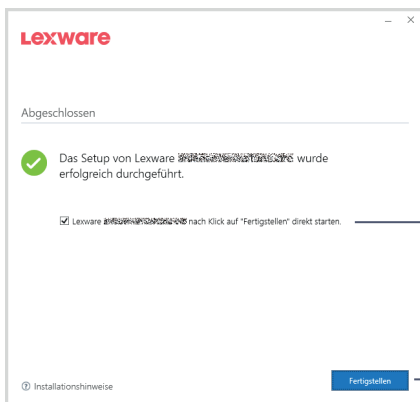 Lexware
Abgeschlossen
Das Setup von Lexware wurde
erfolgreich durchgeführt.
Lexware nach Klick auf "Fertigstellen" direkt starten.
Installationshinweise
Fertigstellen